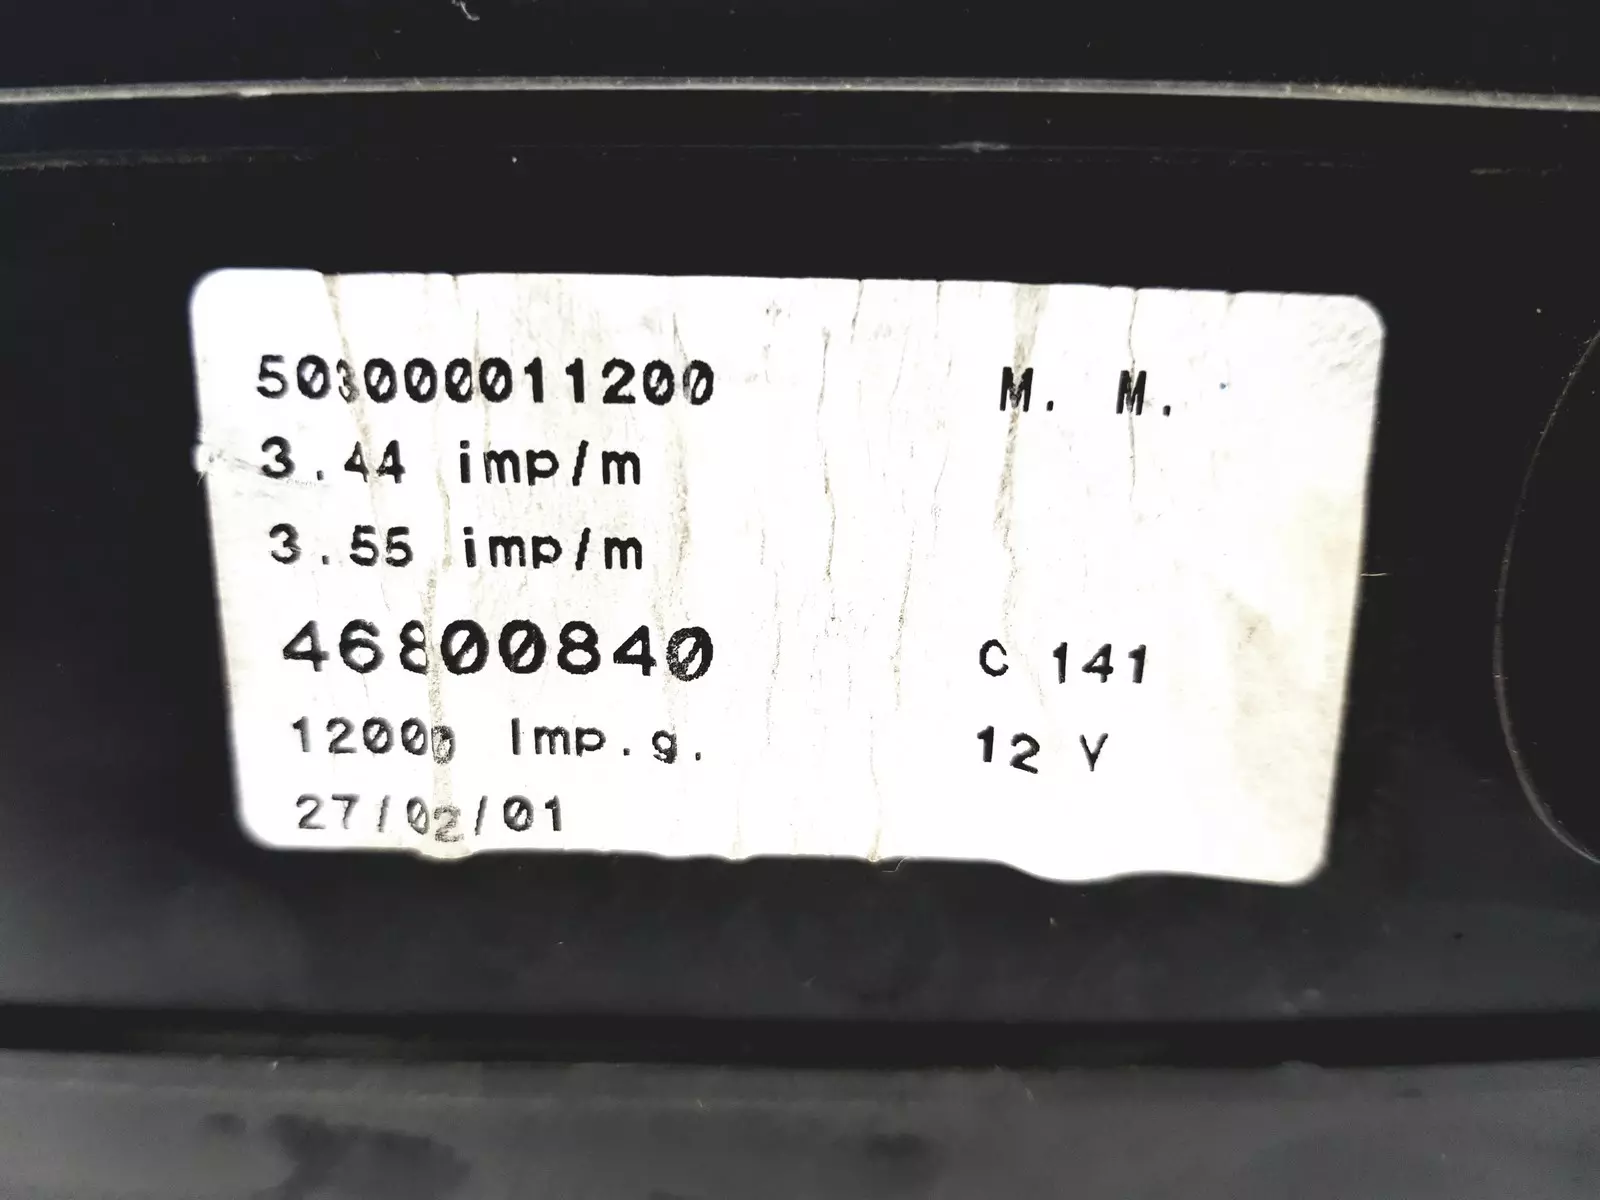 503000011200 M. M.
3.44 imp/m
3.55 imp/m
46800840 C 141
12000 Imp.g. 12 V
27/02/01